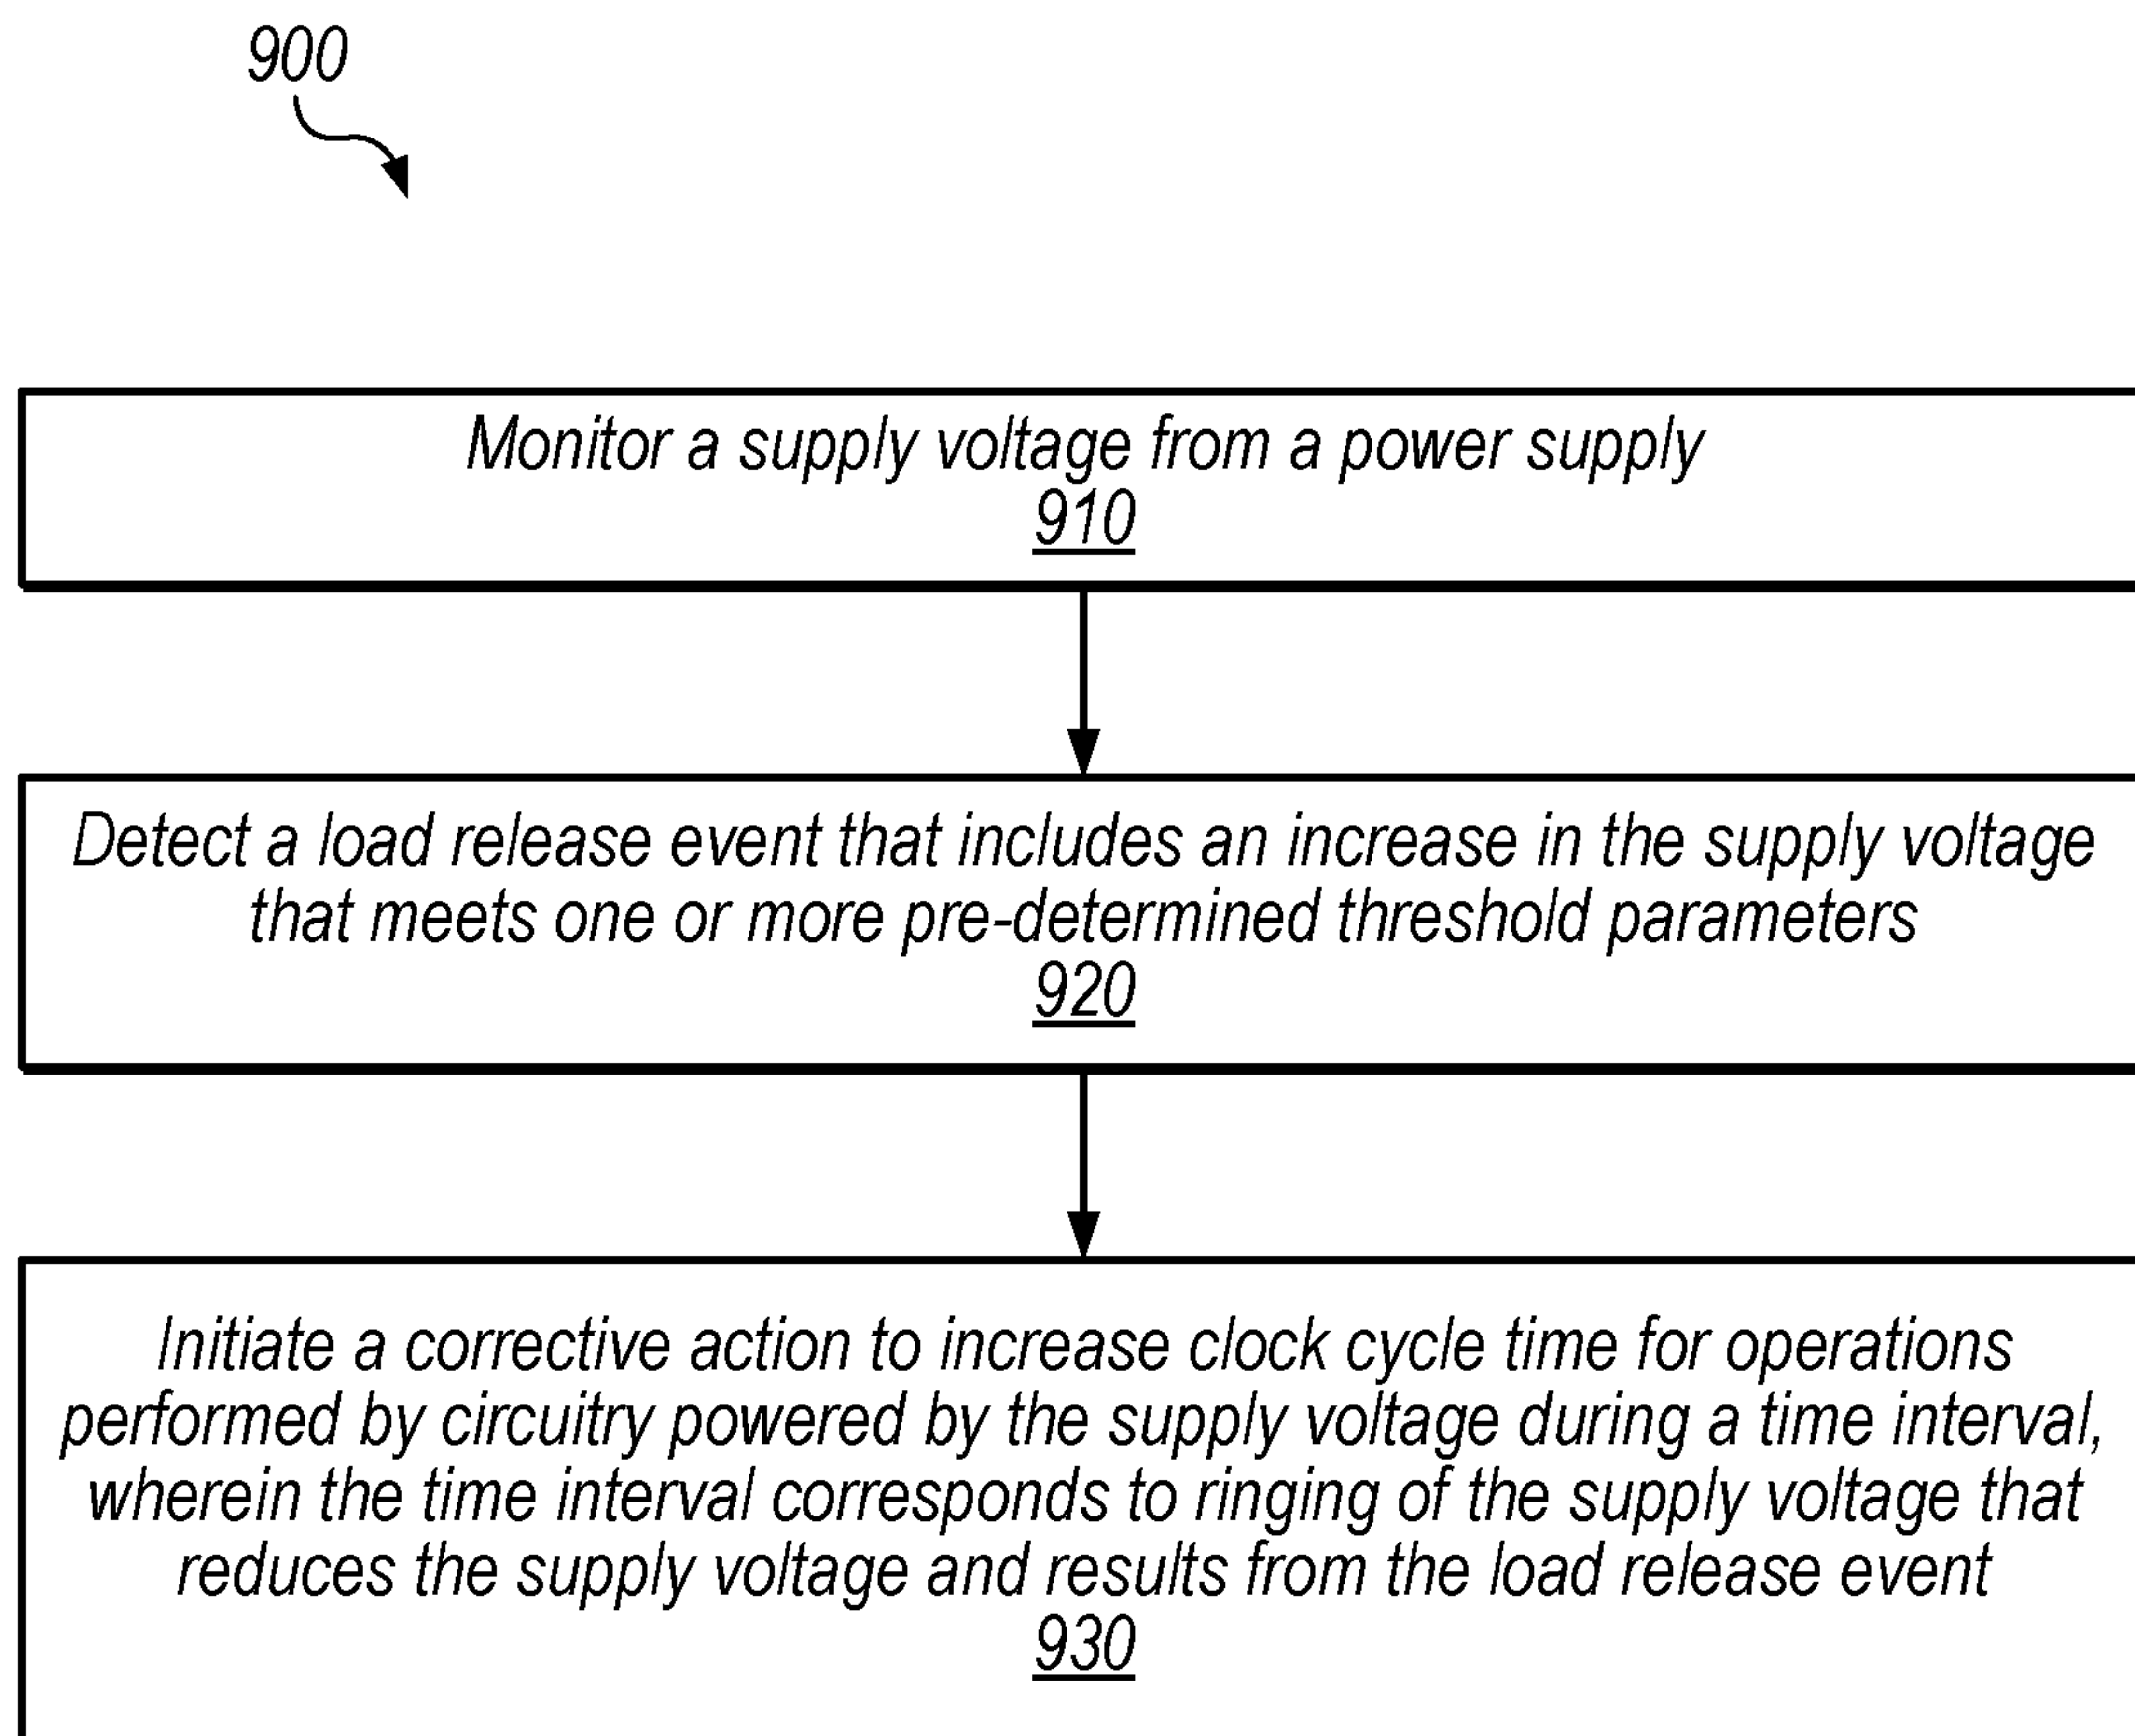 900
Monitor a supply voltage from a power supply
910
Detect a load release event that includes an increase in the supply voltage
that meets one or more pre-determined threshold parameters
920
Initiate a corrective action to increase clock cycle time for operations
performed by circuitry powered by the supply voltage during a time interval,
wherein the time interval corresponds to ringing of the supply voltage that
reduces the supply voltage and results from the load release event
930